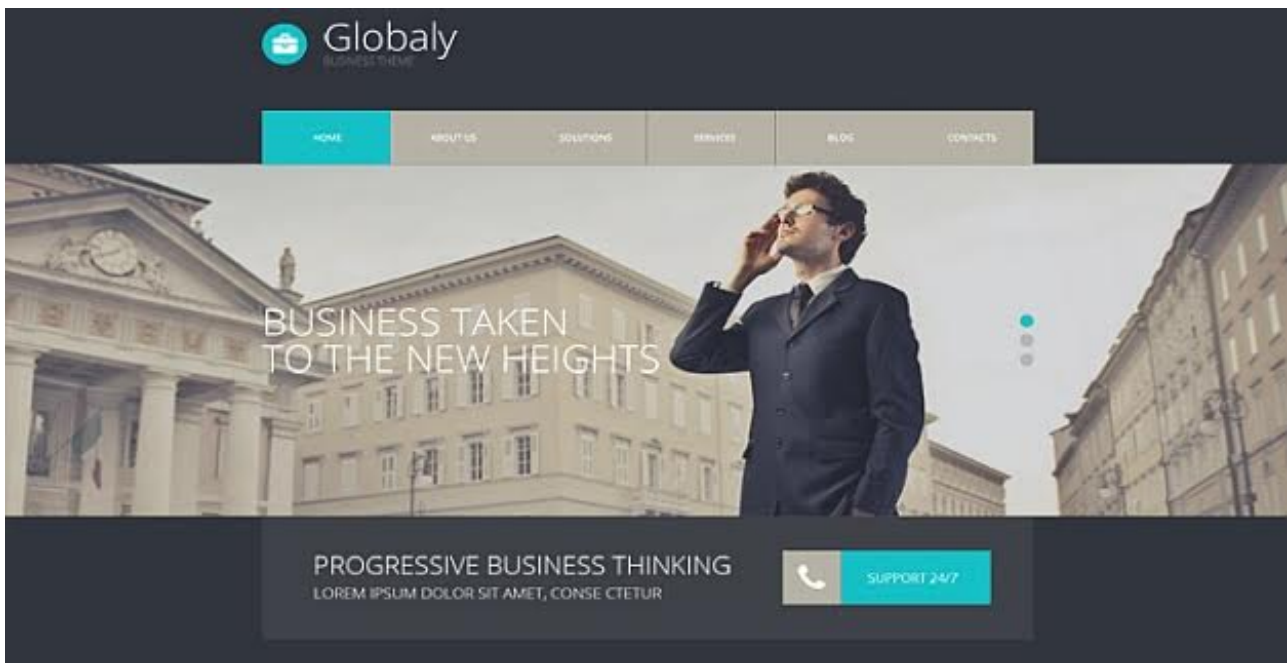 Globaly
BUSINESS THEME
HOME ABOUT US SOLUTIONS SERVICES BLOG CONTACTS
BUSINESS TAKEN
TO THE NEW HEIGHTS
PROGRESSIVE BUSINESS THINKING
LOREM IPSUM DOLOR SIT AMET, CONSE CTETUR
SUPPORT 24/7